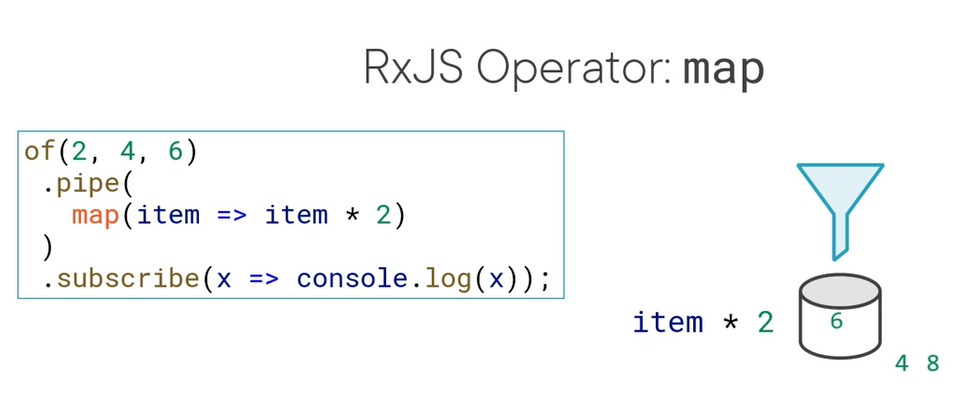 RxJS Operator: map
of(2, 4, 6)
.pipe(
map(item => item * 2)
)
.subscribe(x => console.log(x));
item * 2
6
4 8